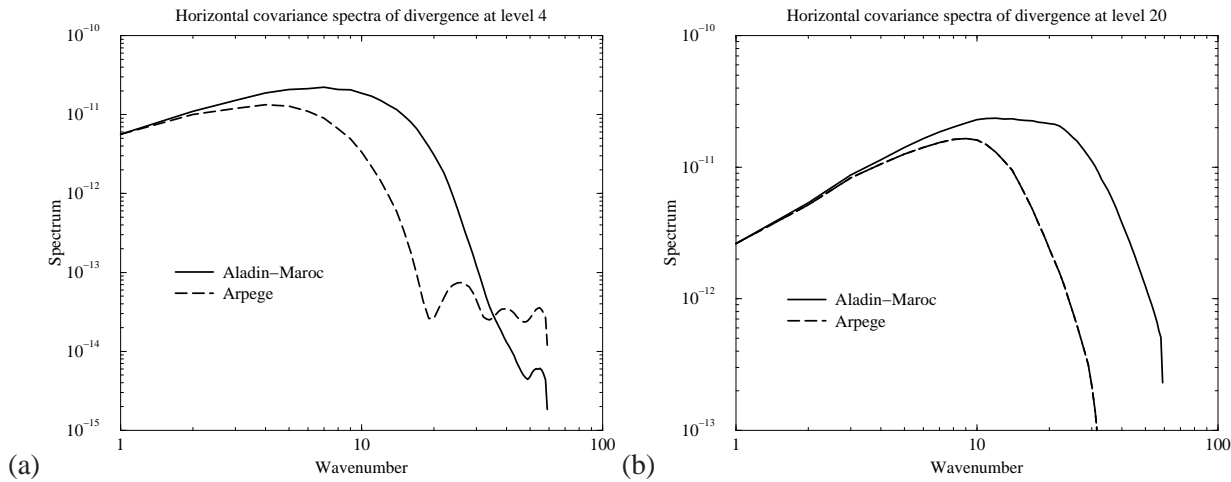 Horizontal covariance spectra of divergence at level 4
10⁻¹⁰
10⁻¹¹
10⁻¹²
10⁻¹³
10⁻¹⁴
10⁻¹⁵
Spectrum
Aladin−Maroc
Arpege
1 10 100
Wavenumber
(a)
Horizontal covariance spectra of divergence at level 20
10⁻¹⁰
10⁻¹¹
10⁻¹²
10⁻¹³
Spectrum
Aladin−Maroc
Arpege
1 10 100
Wavenumber
(b)